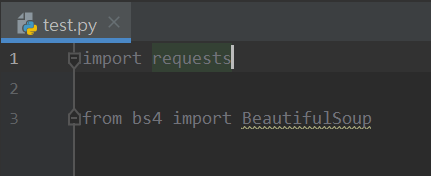 test.py
1 import requests
2
3 from bs4 import BeautifulSoup